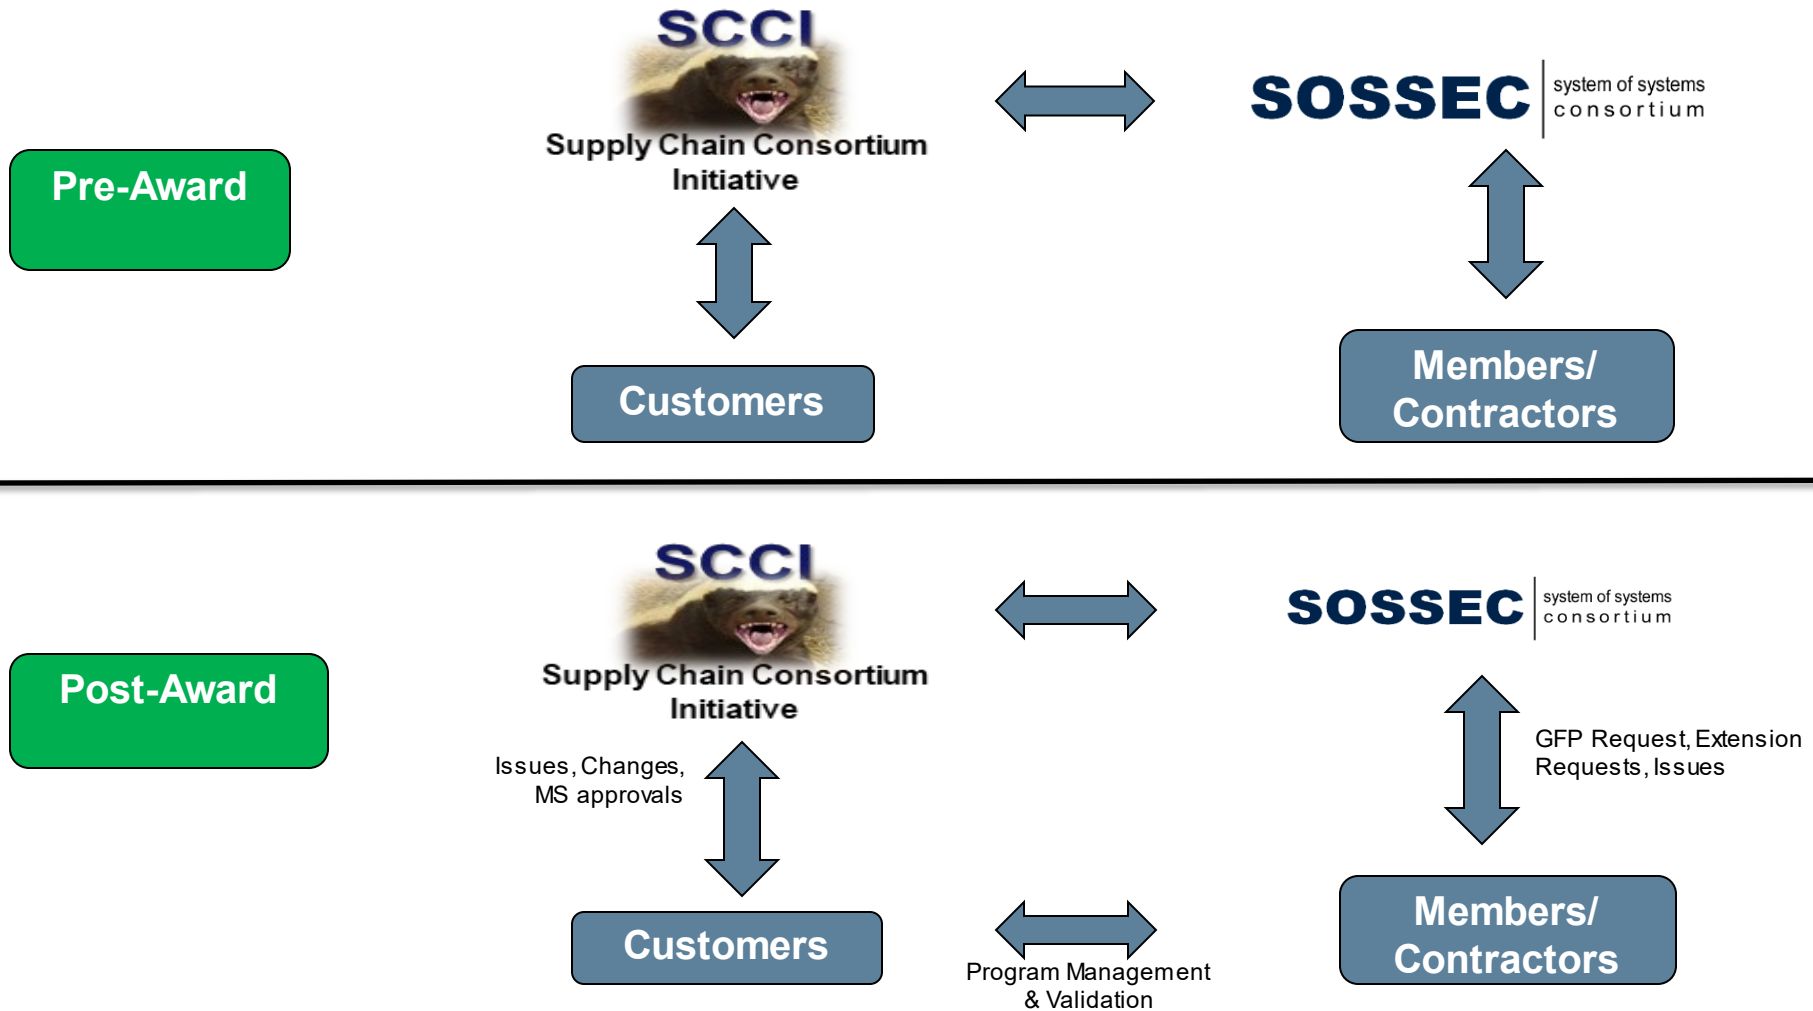 SCCI
Supply Chain Consortium
Initiative
SOSSEC
system of systems
consortium
Pre-Award
Customers
Members/
Contractors
SCCI
Supply Chain Consortium
Initiative
SOSSEC
system of systems
consortium
Post-Award
Issues, Changes,
MS approvals
GFP Request, Extension
Requests, Issues
Customers
Program Management
& Validation
Members/
Contractors